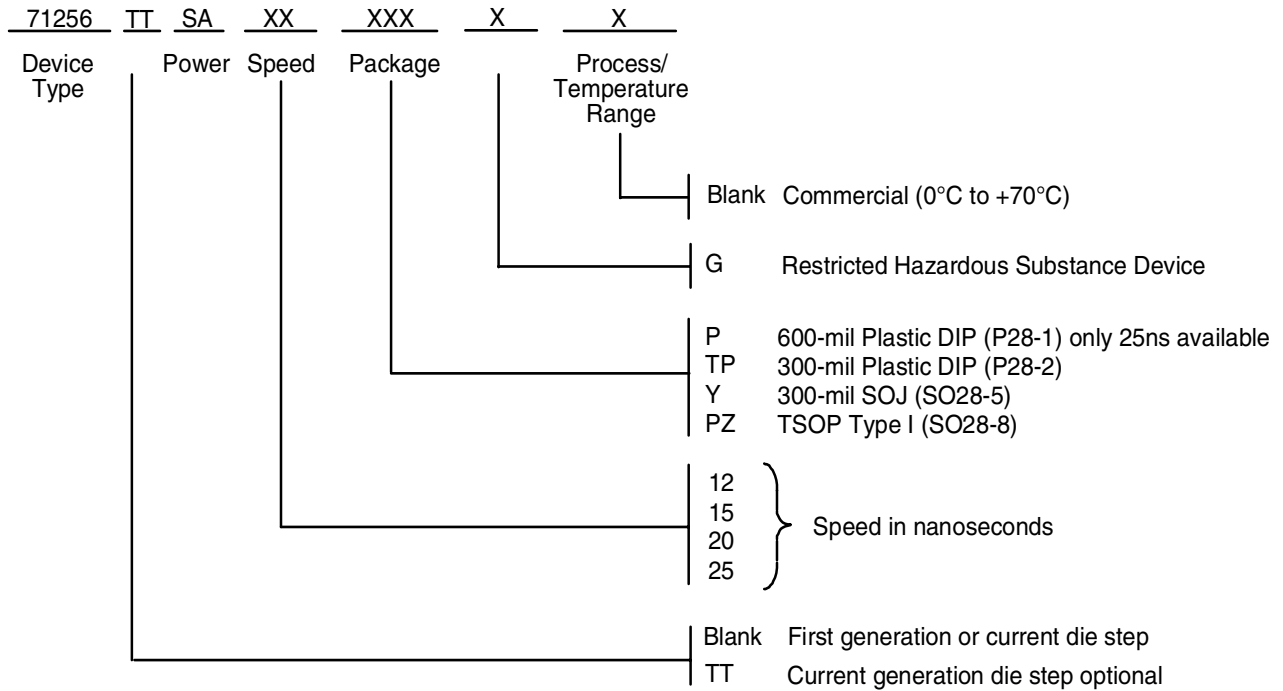 71256 TT SA XX XXX X X
Device Type
Power Speed Package
Process/
Temperature
Range
Blank Commercial (0°C to +70°C)
G Restricted Hazardous Substance Device
P 600-mil Plastic DIP (P28-1) only 25ns available
TP 300-mil Plastic DIP (P28-2)
Y 300-mil SOJ (SO28-5)
PZ TSOP Type I (SO28-8)
12
15
20
25
Speed in nanoseconds
Blank First generation or current die step
TT Current generation die step optional